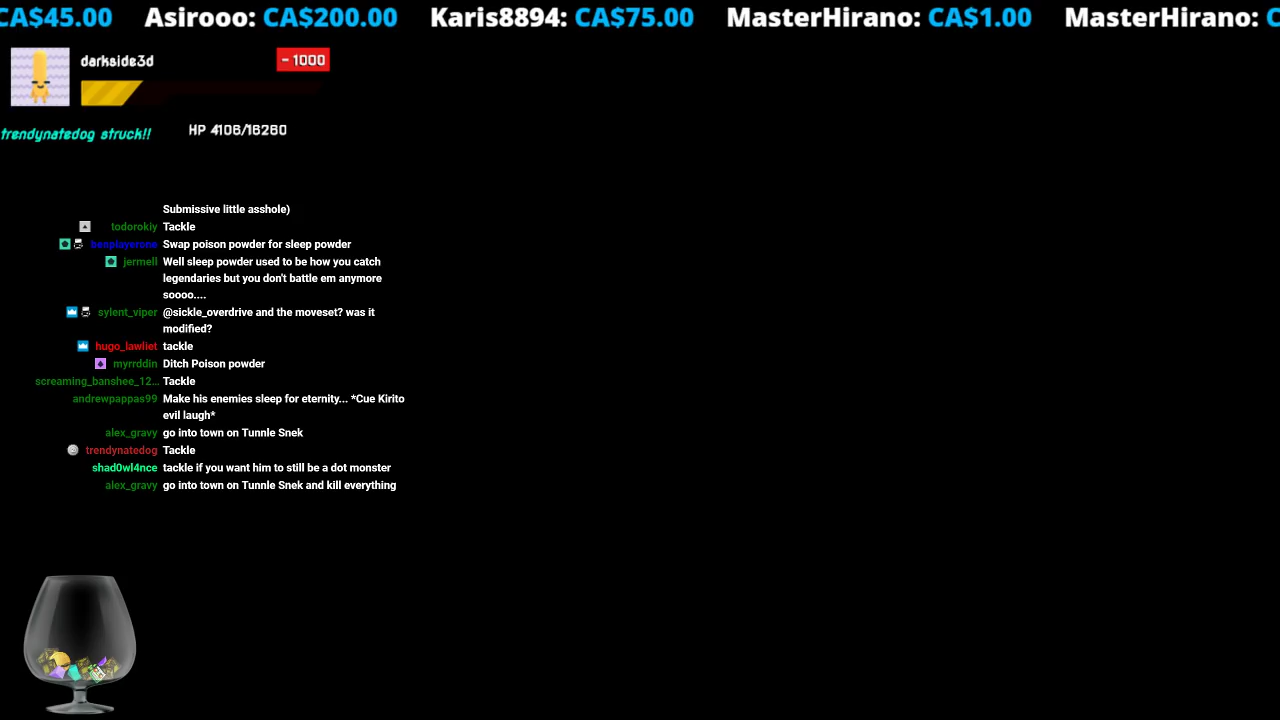 CA$45.00 Asirooo: CA$200.00 Karis8894: CA$75.00 MasterHirano: CA$1.00 MasterHirano: C
darkside3d - 1000
trendynatedog struck!! HP 4106/16260
Submissive little asshole)
todorokiy Tackle
benplayerone Swap poison powder for sleep powder
jermell Well sleep powder used to be how you catch
legendaries but you don't battle em anymore
soooo....
sylent_viper @sickle_overdrive and the moveset? was it
modified?
hugo_lawliet tackle
myrrddin Ditch Poison powder
screaming_banshee_12... Tackle
andrewpappas99 Make his enemies sleep for eternity... *Cue Kirito
evil laugh*
alex_gravy go into town on Tunnle Snek
trendynatedog Tackle
shad0wl4nce tackle if you want him to still be a dot monster
alex_gravy go into town on Tunnle Snek and kill everything